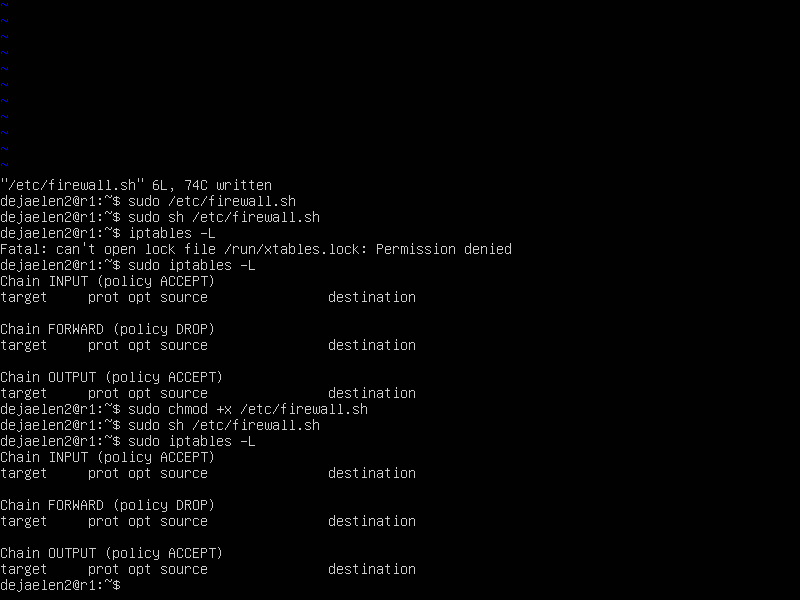 ~
~
~
~
~
~
~
~
~
~
~
"/etc/firewall.sh" 6L, 74C written
dejaelen2@r1:~$ sudo /etc/firewall.sh
dejaelen2@r1:~$ sudo sh /etc/firewall.sh
dejaelen2@r1:~$ iptables -L
Fatal: can't open lock file /run/xtables.lock: Permission denied
dejaelen2@r1:~$ sudo iptables -L
Chain INPUT (policy ACCEPT)
target     prot opt source               destination

Chain FORWARD (policy DROP)
target     prot opt source               destination

Chain OUTPUT (policy ACCEPT)
target     prot opt source               destination
dejaelen2@r1:~$ sudo chmod +x /etc/firewall.sh
dejaelen2@r1:~$ sudo sh /etc/firewall.sh
dejaelen2@r1:~$ sudo iptables -L
Chain INPUT (policy ACCEPT)
target     prot opt source               destination

Chain FORWARD (policy DROP)
target     prot opt source               destination

Chain OUTPUT (policy ACCEPT)
target     prot opt source               destination
dejaelen2@r1:~$